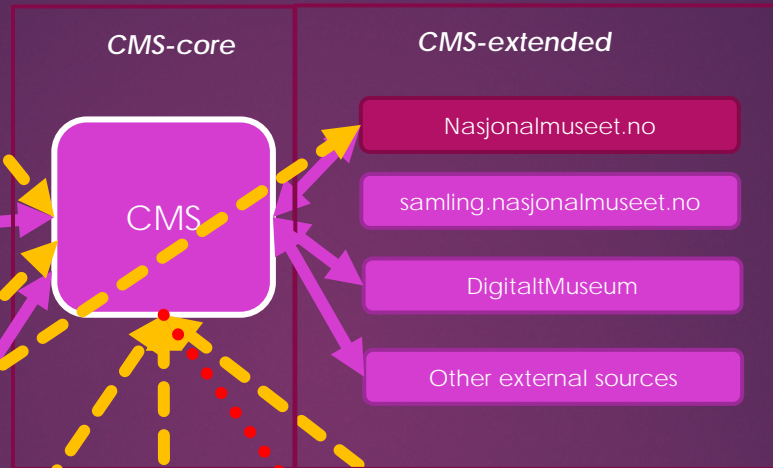 CMS-core
CMS-extended
CMS
Nasjonalmuseet.no
samling.nasjonalmuseet.no
DigitaltMuseum
Other external sources